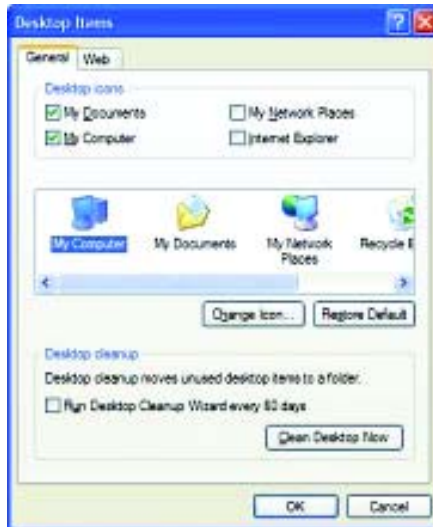 Desktop Items
General Web
Desktop icons
My Documents My Network Places
My Computer Internet Explorer
My Computer My Documents My Network Places Recycle B
Change Icon... Restore Default
Desktop cleanup
Desktop cleanup moves unused desktop items to a folder.
Run Desktop Cleanup Wizard every 60 days
Clean Desktop Now
OK Cancel